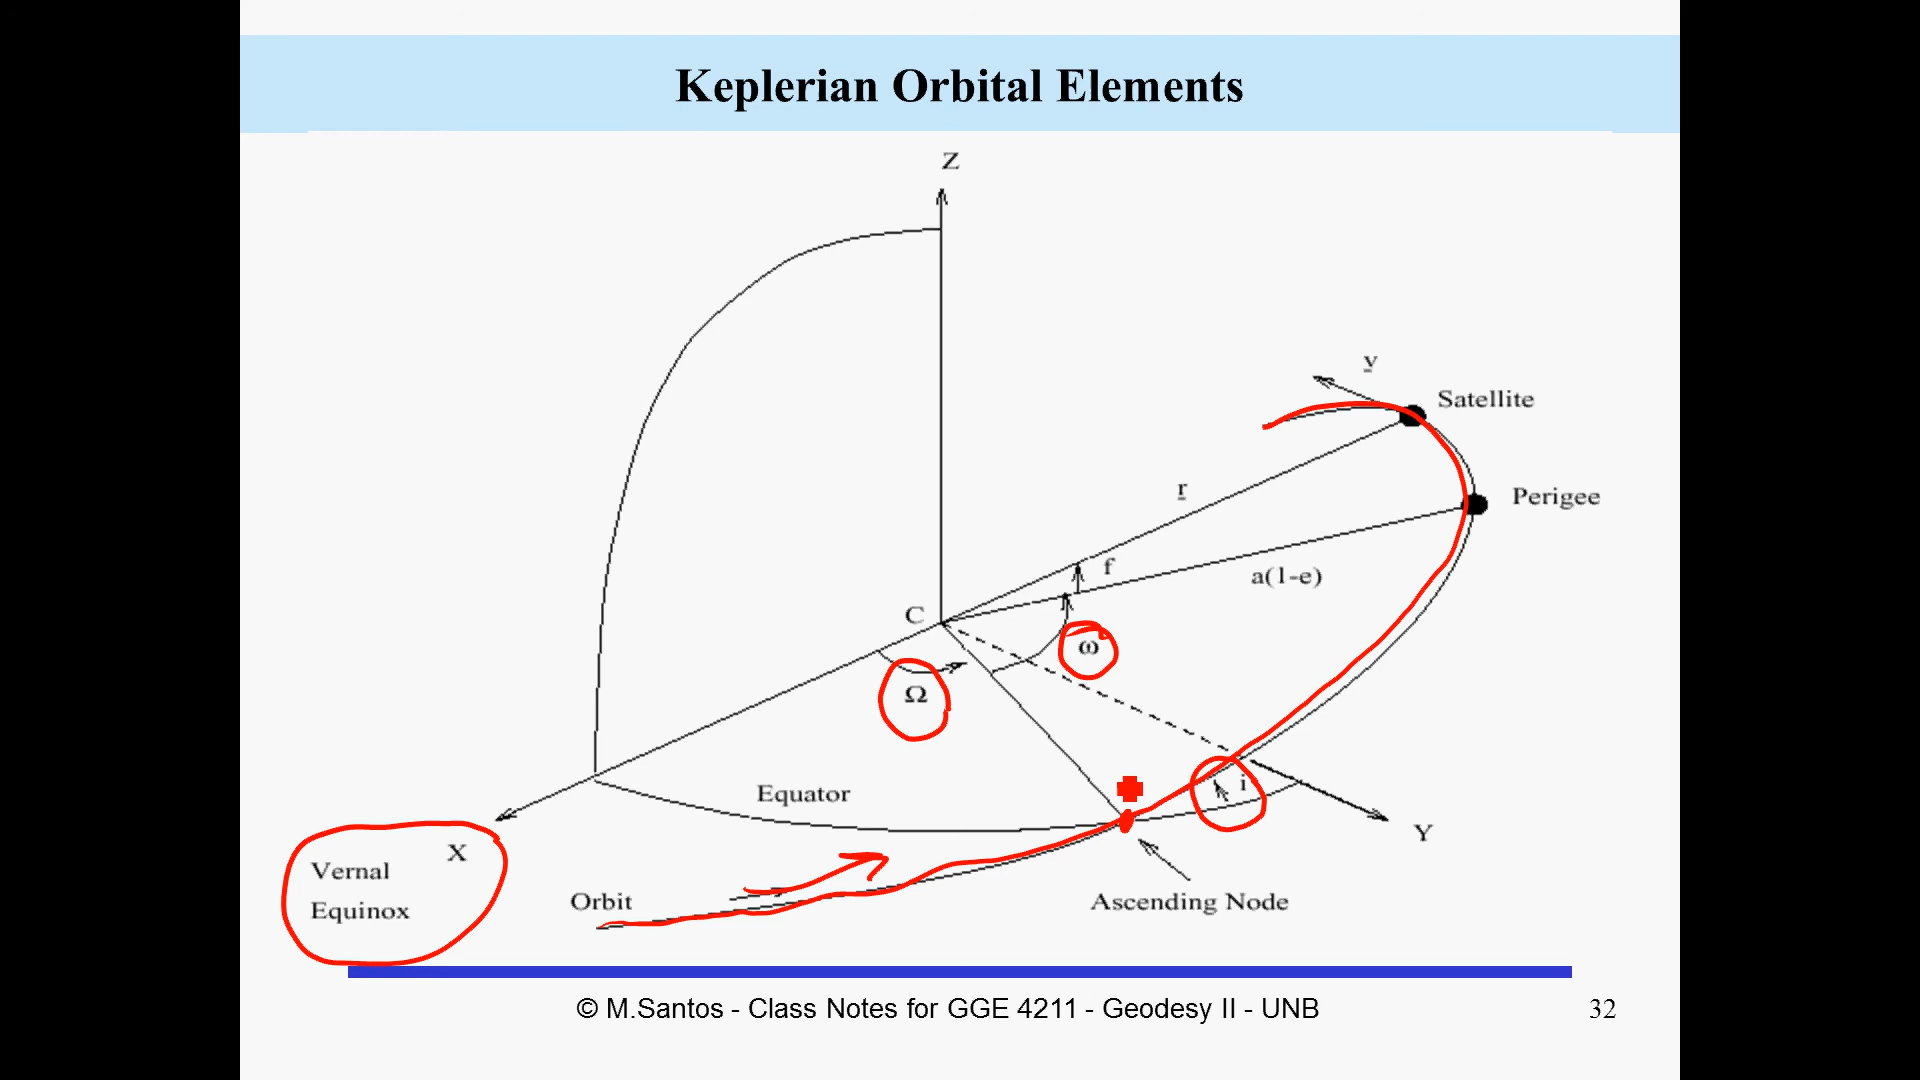 Keplerian Orbital Elements
Z
v
Satellite
r
Perigee
f
a(1-e)
C
ω
Ω
i
Equator
Y
X
Vernal
Equinox
Orbit
Ascending Node
© M.Santos - Class Notes for GGE 4211 - Geodesy II - UNB
32